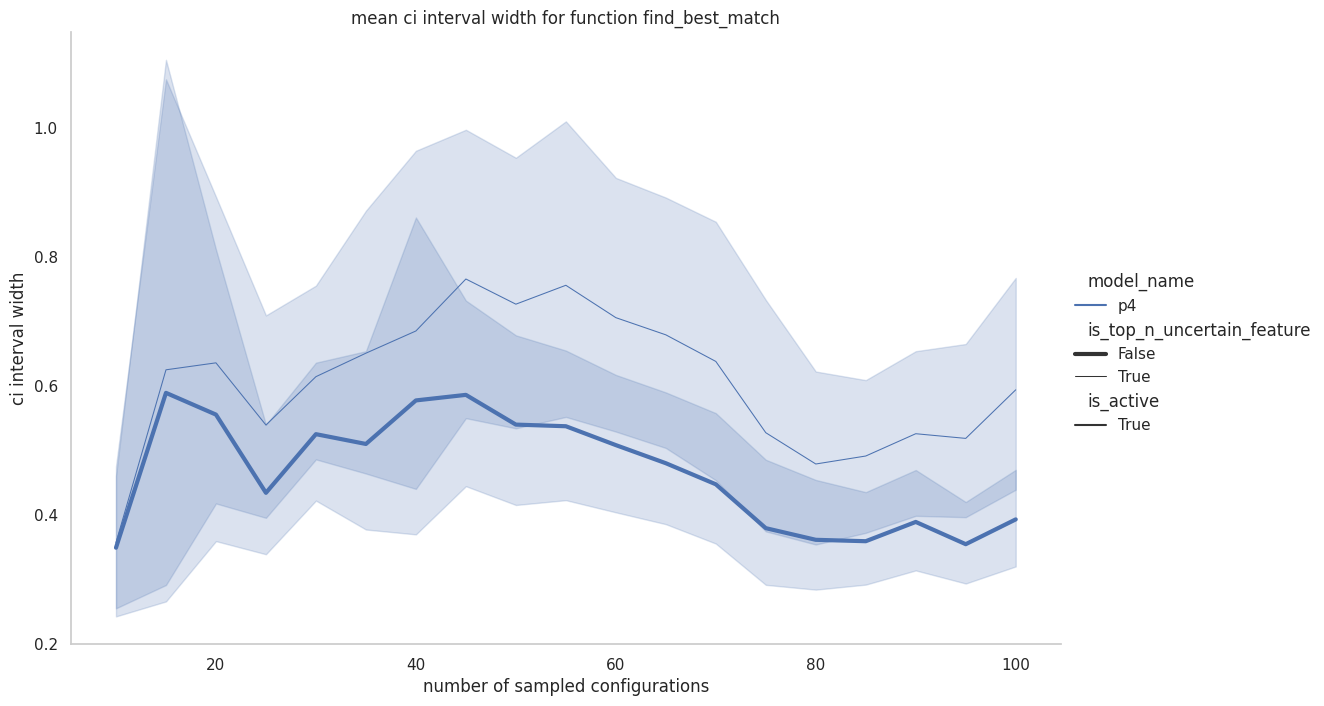 mean ci interval width for function find_best_match
ci interval width
1.0
0.8
0.6
0.4
0.2
20
40
60
80
100
number of sampled configurations
model_name
p4
is_top_n_uncertain_feature
False
True
is_active
True